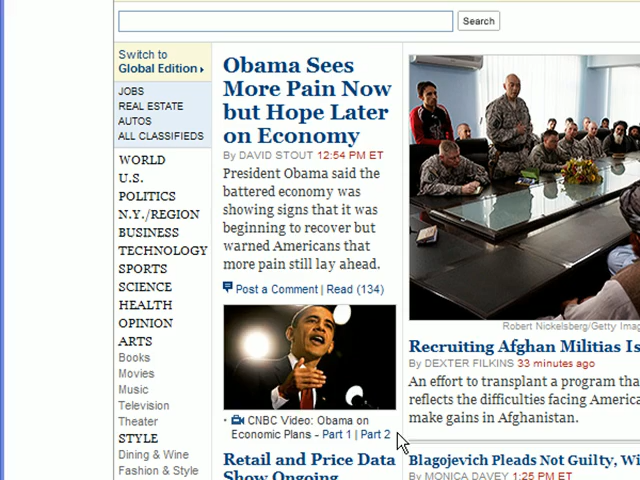 Search
Switch to
Global Edition
JOBS
REAL ESTATE
AUTOS
ALL CLASSIFIEDS
WORLD
U.S.
POLITICS
N.Y./REGION
BUSINESS
TECHNOLOGY
SPORTS
SCIENCE
HEALTH
OPINION
ARTS
Books
Movies
Music
Television
Theater
STYLE
Dining & Wine
Fashion & Style
Obama Sees
More Pain Now
but Hope Later
on Economy
By DAVID STOUT 12:54 PM ET
President Obama said the
battered economy was
showing signs that it was
beginning to recover but
warned Americans that
more pain still lay ahead.
Post a Comment | Read (134)
CNBC Video: Obama on
Economic Plans - Part 1 | Part 2
Retail and Price Data
Show Ongoing
Robert Nickelsberg/Getty Imag
Recruiting Afghan Militias Is
By DEXTER FILKINS 33 minutes ago
An effort to transplant a program tha
reflects the difficulties facing America
make gains in Afghanistan.
Blagojevich Pleads Not Guilty, Wi
By MONICA DAVEY 1:25 PM ET